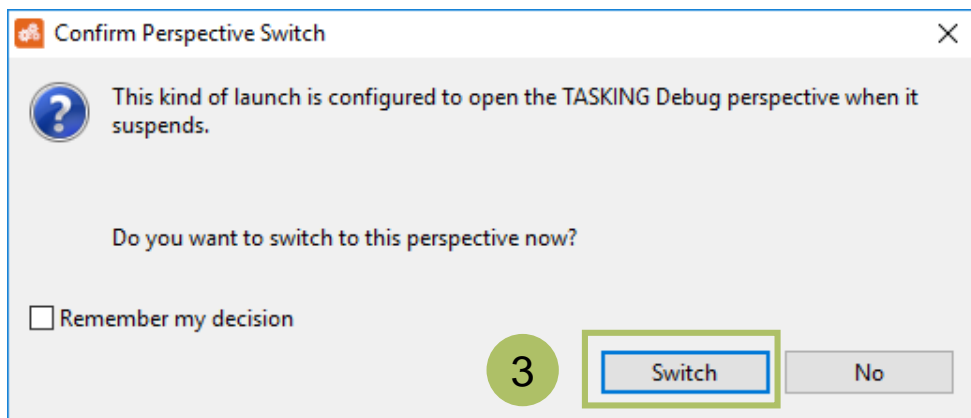 Confirm Perspective Switch
This kind of launch is configured to open the TASKING Debug perspective when it
suspends.
Do you want to switch to this perspective now?
Remember my decision
3
Switch
No